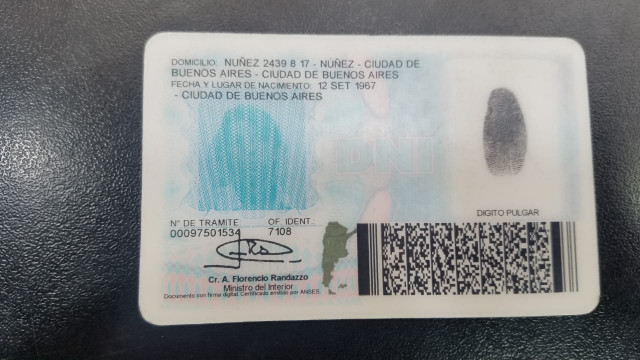 DOMICILIO: NUÑEZ 2439 8 17 - NÚÑEZ - CIUDAD DE
BUENOS AIRES - CIUDAD DE BUENOS AIRES
FECHA Y LUGAR DE NACIMIENTO: 12 SET 1967
- CIUDAD DE BUENOS AIRES
DNI
DIGITO PULGAR
N° DE TRAMITE OF. IDENT.:
00097501534 7108
Cr. A. Florencio Randazzo
Ministro del Interior
Documento con firma digital. Certificado emitido por ANSES.